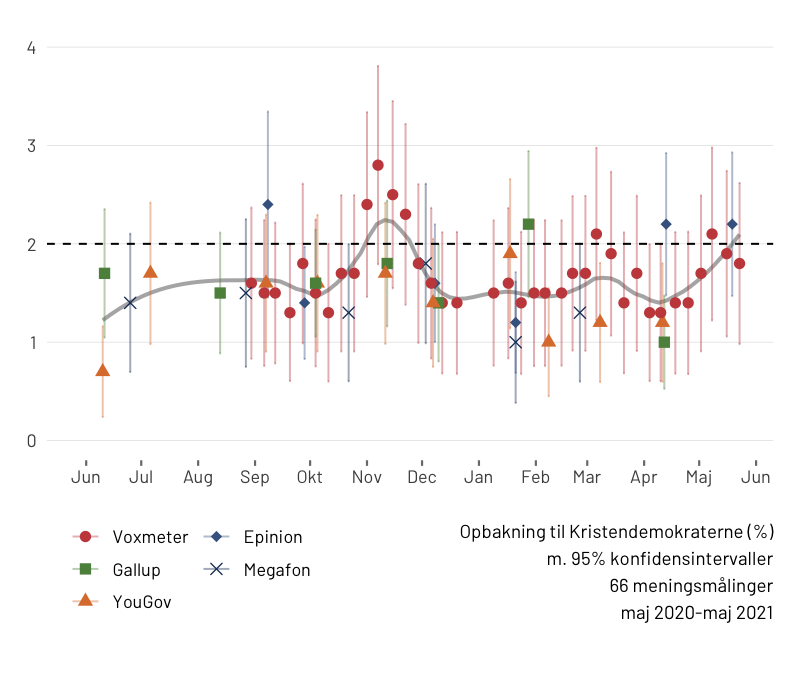 4
3
2
1
0
Jun Jul Aug Sep Okt Nov Dec Jan Feb Mar Apr Maj Jun
Voxmeter Epinion
Gallup Megafon
YouGov
Opbakning til Kristendemokraterne (%)
m. 95% konfidensintervaller
66 meningsmålinger
maj 2020-maj 2021